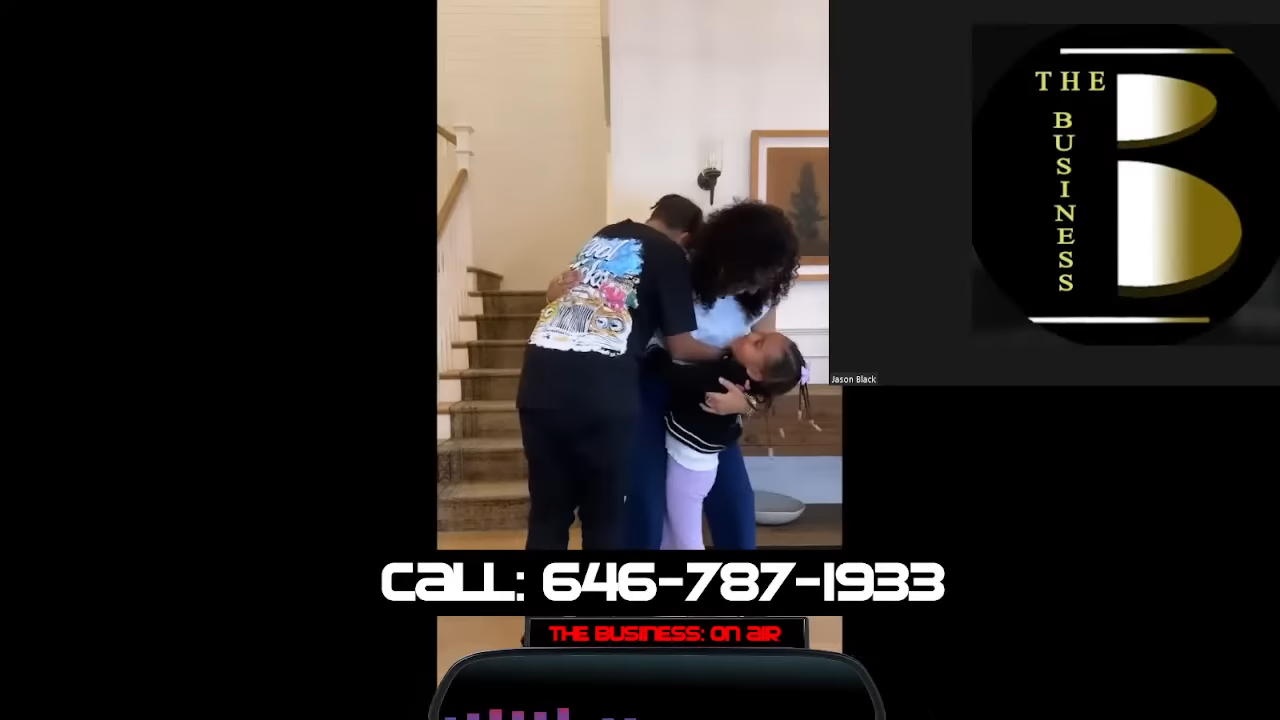 THE
BUSINESS
Jason Black
CALL: 646-787-1933
THE BUSINESS: ON AIR